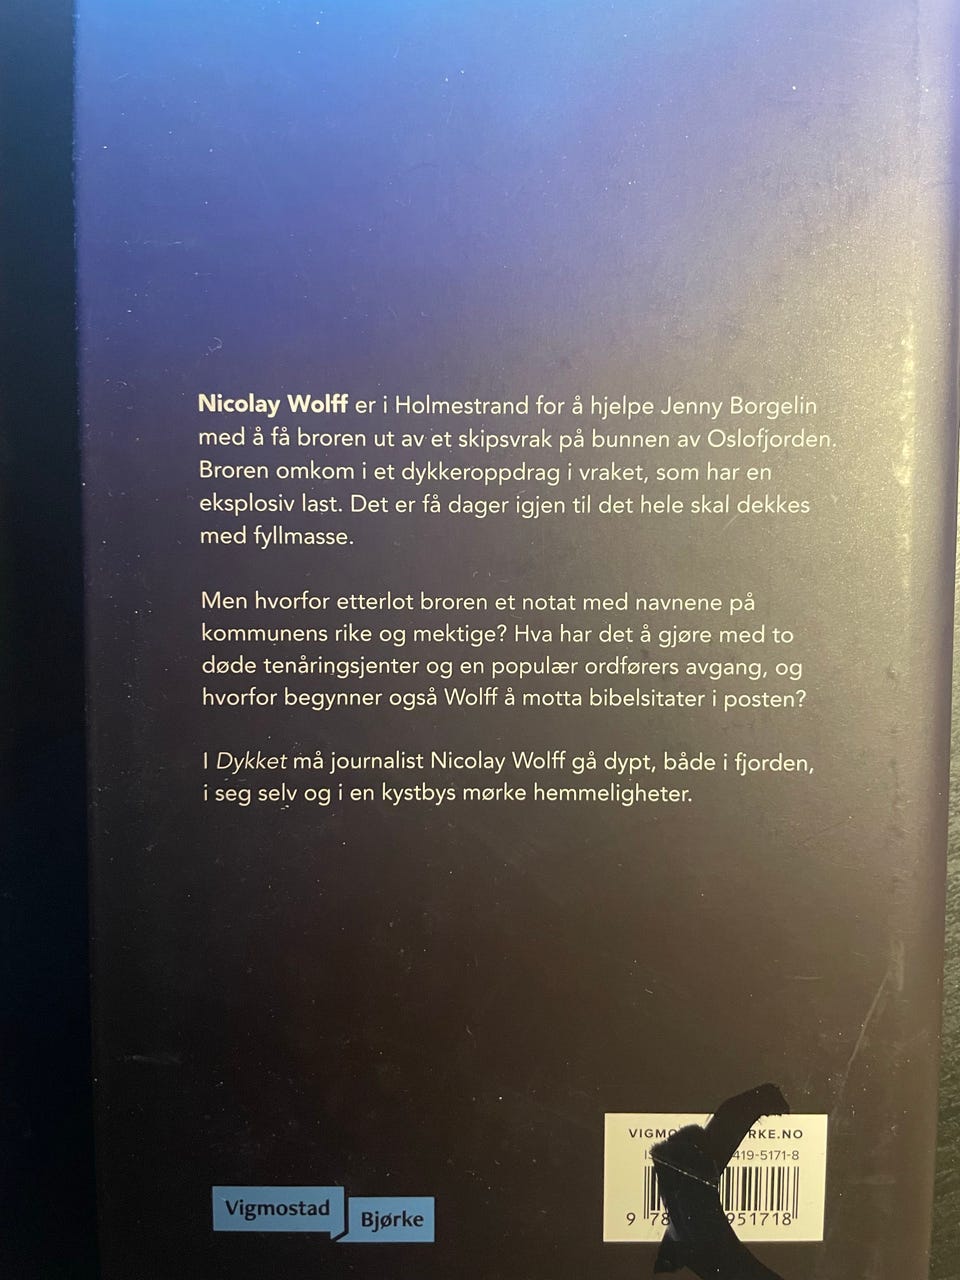 Nicolay Wolff er i Holmestrand for å hjelpe Jenny Borgelin
med å få broren ut av et skipsvrak på bunnen av Oslofjorden.
Broren omkom i et dykkeroppdrag i vraket, som har en
eksplosiv last. Det er få dager igjen til det hele skal dekkes
med fyllmasse.
Men hvorfor etterlot broren et notat med navnene på
kommunens rike og mektige? Hva har det å gjøre med to
døde tenåringsjenter og en populær ordførers avgang, og
hvorfor begynner også Wolff å motta bibelsitater i posten?
I Dykket må journalist Nicolay Wolff gå dypt, både i fjorden,
i seg selv og i en kystbys mørke hemmeligheter.
Vigmostad
Bjørke
419-5171-8
9 78 951718